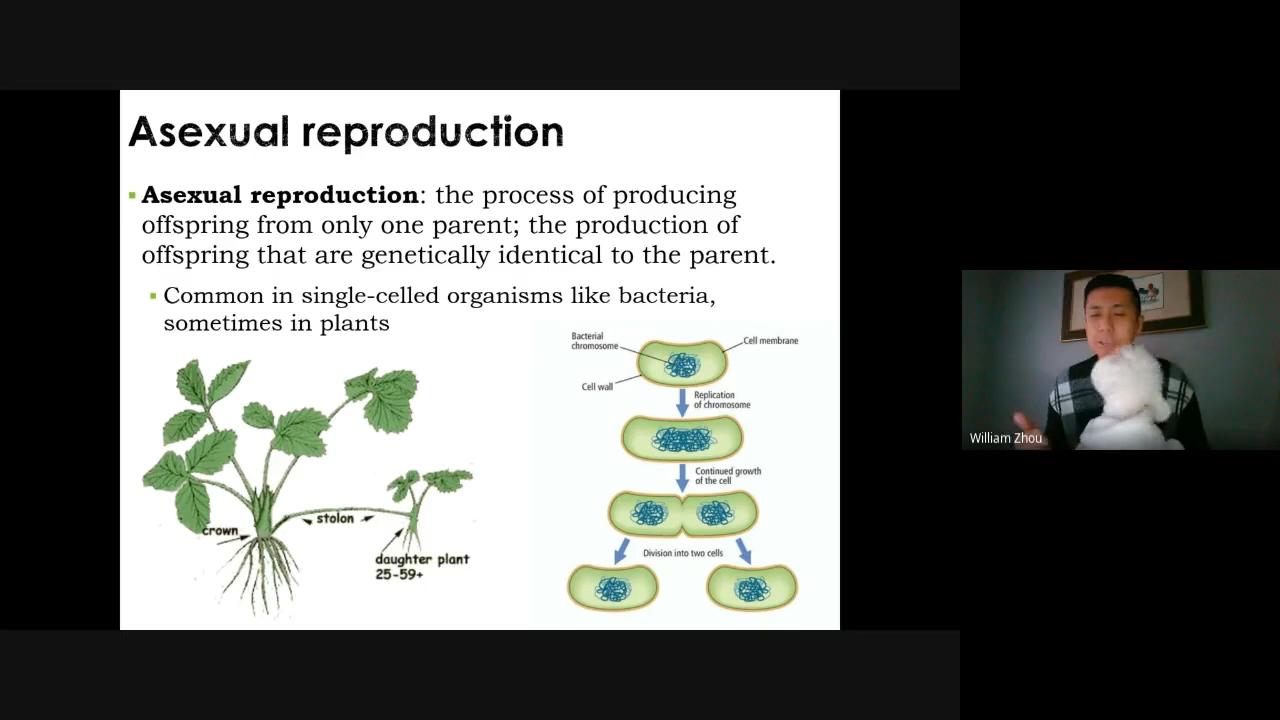 Asexual reproduction
▪ Asexual reproduction: the process of producing
offspring from only one parent; the production of
offspring that are genetically identical to the parent.
▪ Common in single-celled organisms like bacteria,
sometimes in plants
crown
stolon
daughter plant
25-59+
Bacterial
chromosome
Cell membrane
Cell wall
Replication
of chromosome
Continued growth
of the cell
Division into two cells
William Zhou